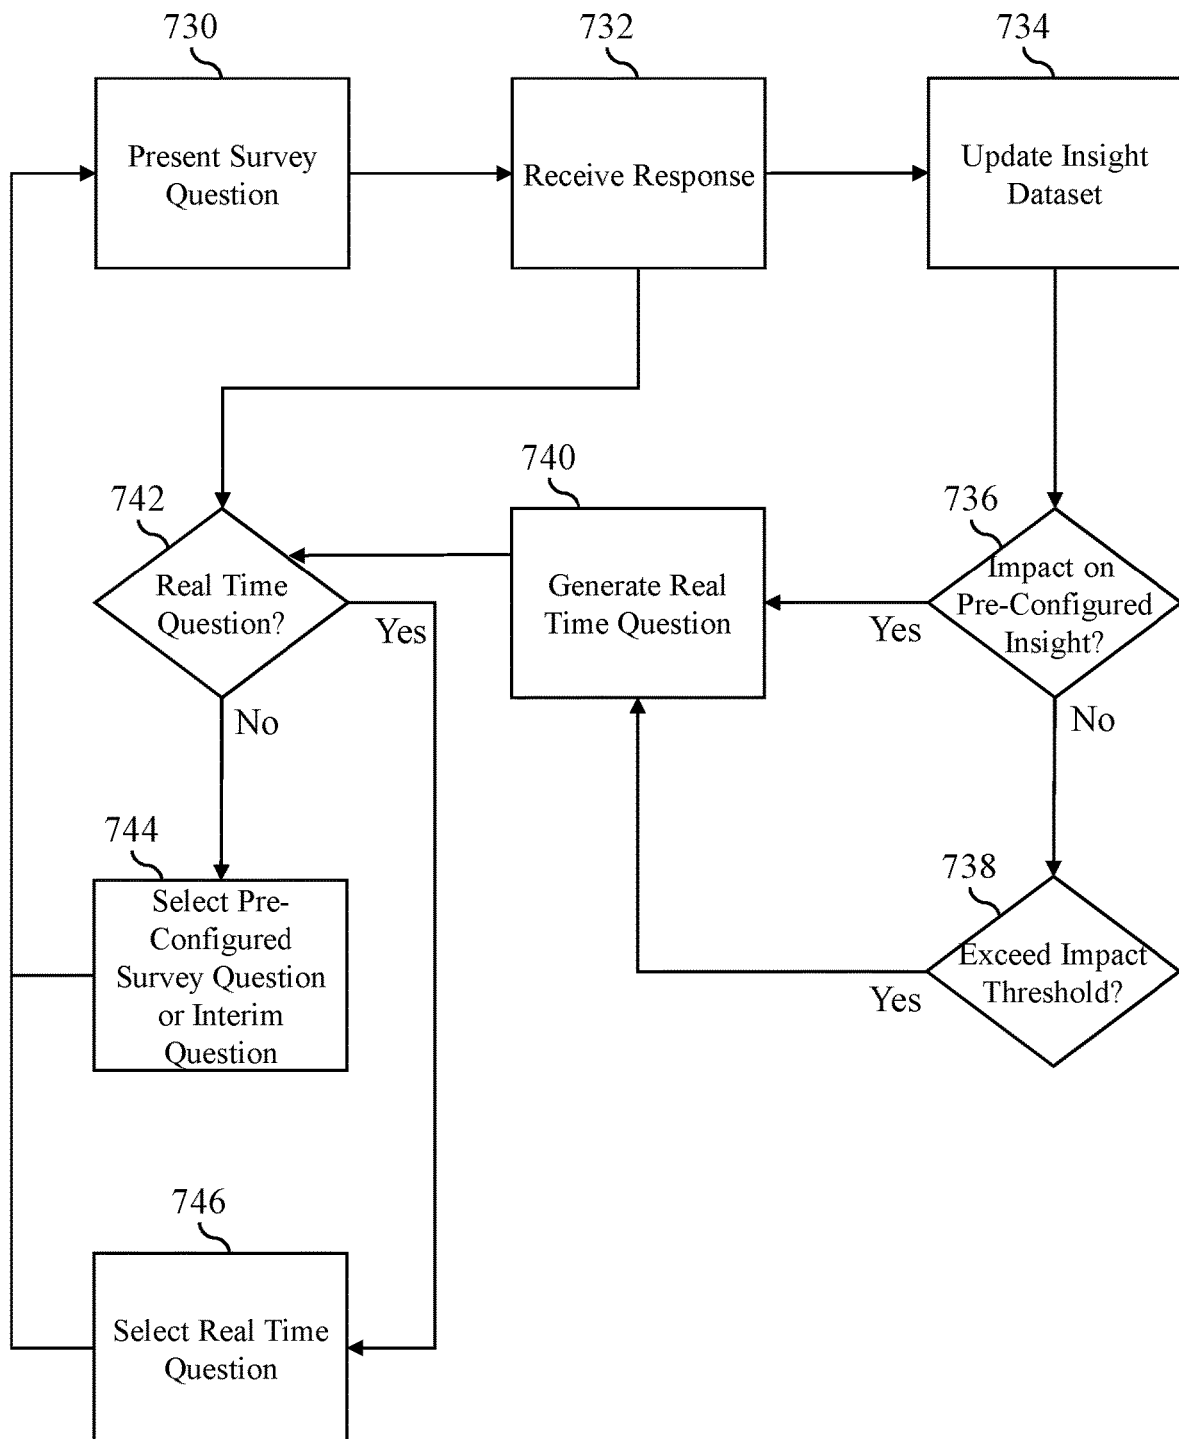 730
732
734
Present Survey
Question
Receive Response
Update Insight
Dataset
742
740
736
Real Time
Question?
Yes
Generate Real
Time Question
Impact on
Pre-Configured
Insight?
Yes
No
No
744
738
Select Pre-
Configured
Survey Question
or Interim
Question
Exceed Impact
Threshold?
Yes
746
Select Real Time
Question